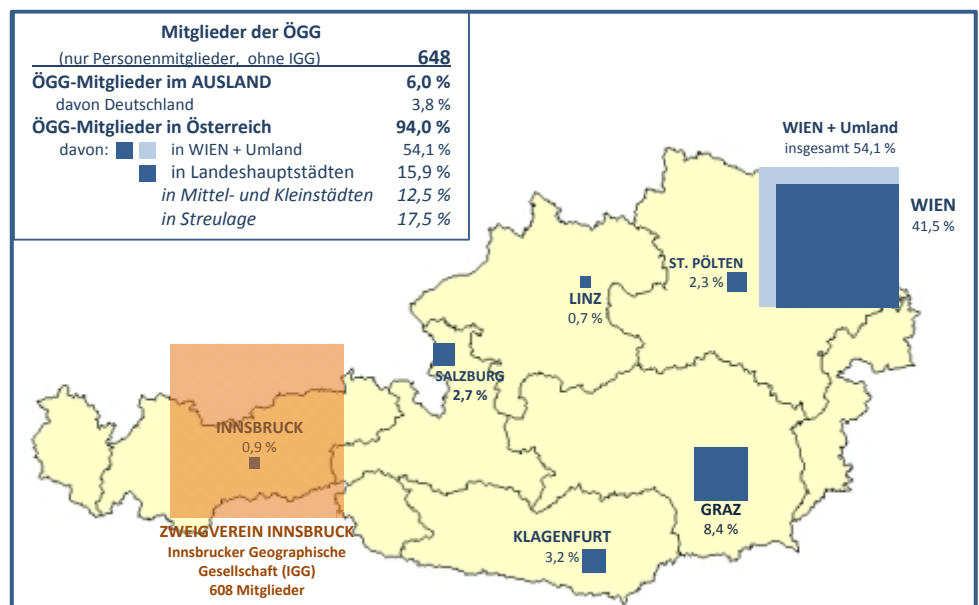 Mitglieder der ÖGG
(nur Personenmitglieder, ohne IGG) 648
ÖGG-Mitglieder im AUSLAND 6,0 %
davon Deutschland 3,8 %
ÖGG-Mitglieder in Österreich 94,0 %
davon: in WIEN + Umland 54,1 %
in Landeshauptstädten 15,9 %
in Mittel- und Kleinstädten 12,5 %
in Streulage 17,5 %
WIEN + Umland
insgesamt 54,1 %
WIEN
41,5 %
ST. PÖLTEN
2,3 %
LINZ
0,7 %
SALZBURG
2,7 %
INNSBRUCK
0,9 %
GRAZ
8,4 %
KLAGENFURT
3,2 %
ZWEIGVEREIN INNSBRUCK
Innsbrucker Geographische
Gesellschaft (IGG)
608 Mitglieder